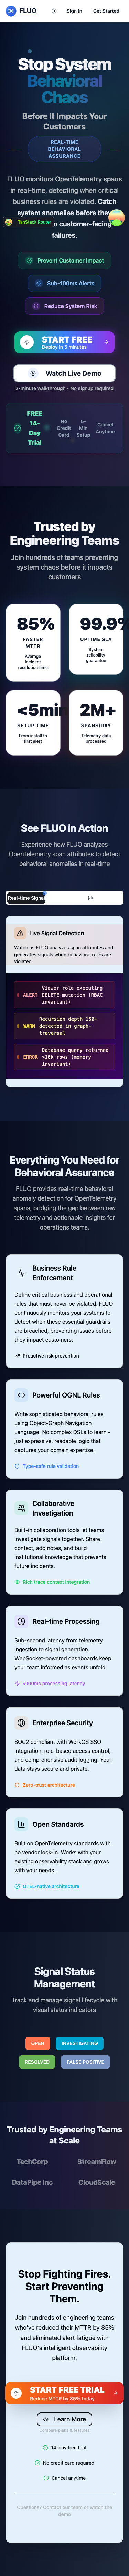 FLUO
Sign In
Get Started
Stop System
Behavioral
Chaos
Before It Impacts Your
Customers
REAL-TIME
BEHAVIORAL
ASSURANCE
FLUO monitors OpenTelemetry spans
in real-time, detecting when critical
business rules are violated. Catch
system anomalies before they
to customer-facing
failures.
TanStack Router
Prevent Customer Impact
Sub-100ms Alerts
Reduce System Risk
START FREE
Deploy in 5 minutes
Watch Live Demo
2-minute walkthrough • No signup required
FREE
14-
Day
Trial
No
Credit
Card
5-
Min
Setup
Cancel
Anytime
Trusted by
Engineering Teams
Join hundreds of teams preventing
system chaos before it impacts
customers
85%
FASTER
MTTR
Average
incident
resolution time
99.9%
UPTIME SLA
System
reliability
guarantee
<5min
SETUP TIME
From install to
first alert
2M+
SPANS/DAY
Telemetry data
processed
See FLUO in Action
Experience how FLUO analyzes
OpenTelemetry span attributes to detect
behavioral anomalies in real-time
Real-time Signal
Live Signal Detection
Watch as FLUO analyzes span attributes and
generates signals when behavioral rules are
violated
ALERT
Viewer role executing
DELETE mutation (RBAC
invariant)
WARN
Recursion depth 150+
detected in graph-
traversal
ERROR
Database query returned
>10k rows (memory
invariant)
Everything You Need for
Behavioral Assurance
FLUO provides real-time behavioral
anomaly detection for OpenTelemetry
spans, bridging the gap between raw
telemetry and actionable insights for
operations teams.
Business Rule
Enforcement
Define critical business and operational
rules that must never be violated. FLUO
continuously monitors your systems to
detect when these essential guardrails
are breached, preventing issues before
they impact customers.
Proactive risk prevention
Powerful OGNL Rules
Write sophisticated behavioral rules
using Object-Graph Navigation
Language. No complex DSLs to learn -
just expressive, readable logic that
captures your domain expertise.
Type-safe rule validation
Collaborative
Investigation
Built-in collaboration tools let teams
investigate signals together. Share
context, add notes, and build
institutional knowledge that prevents
future incidents.
Rich trace context integration
Real-time Processing
Sub-second latency from telemetry
ingestion to signal generation.
WebSocket-powered dashboards keep
your team informed as events unfold.
<100ms processing latency
Enterprise Security
SOC2 compliant with WorkOS SSO
integration, role-based access control,
and comprehensive audit logging. Your
data stays secure and private.
Zero-trust architecture
Open Standards
Built on OpenTelemetry standards with
no vendor lock-in. Works with your
existing observability stack and grows
with your needs.
OTEL-native architecture
Signal Status
Management
Track and manage signal lifecycle with
visual status indicators
OPEN
INVESTIGATING
RESOLVED
FALSE POSITIVE
Trusted by Engineering Teams
at Scale
TechCorp
StreamFlow
DataPipe Inc
CloudScale
Stop Fighting Fires.
Start Preventing
Them.
Join hundreds of engineering teams
who've reduced their MTTR by 85%
and eliminated alert fatigue with
FLUO's intelligent observability
platform.
START FREE TRIAL
Reduce MTTR by 85% today
Learn More
14-day free trial
No credit card required
Cancel anytime
Questions? Contact our team or watch the
demo